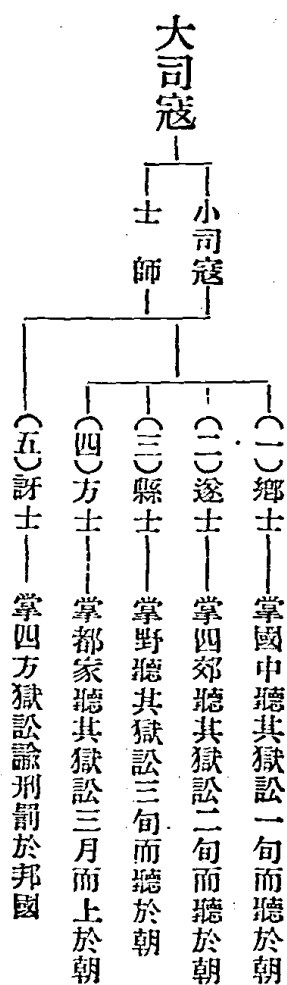 大司寇
小司寇
士師
（一）鄉士——掌國中聽其獄訟一旬而聽於朝
（二）遂士——掌四郊聽其獄訟二旬而聽於朝
（三）縣士——掌野聽其獄訟三旬而聽於朝
（四）方士——掌都家聽其獄訟三月而上於朝
（五）訝士——掌四方獄訟諭刑罰於邦國